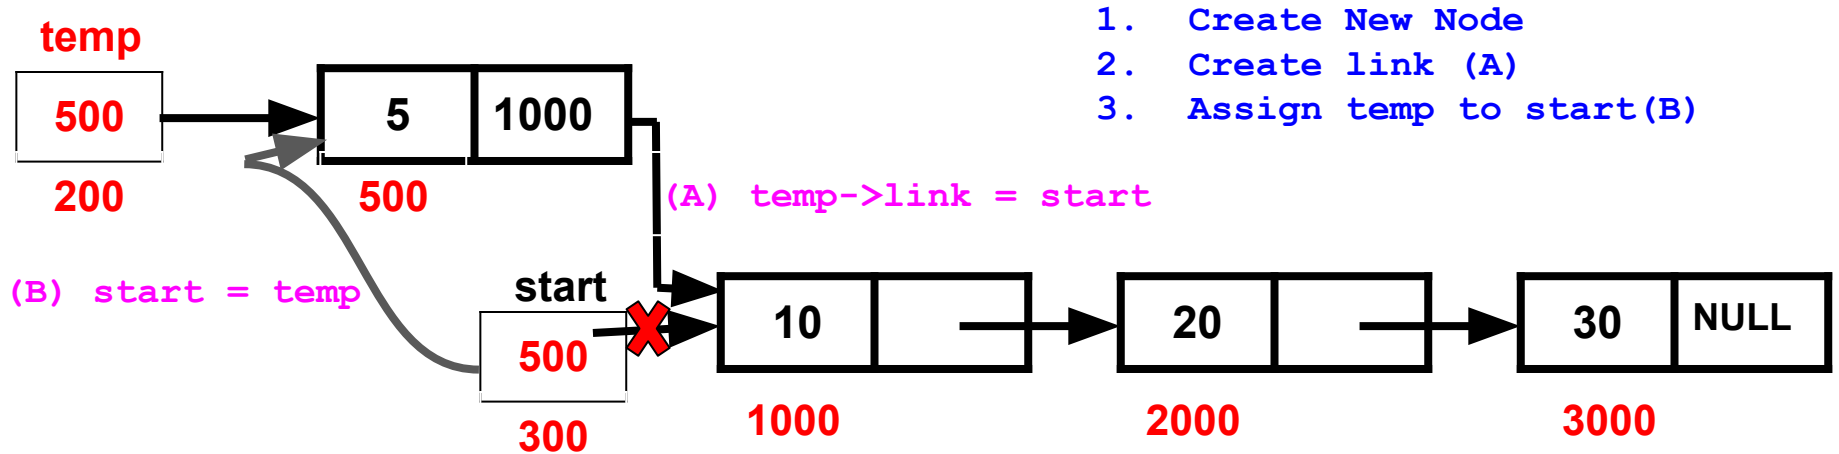 1. Create New Node
2. Create link (A)
3. Assign temp to start(B)
temp
500
5 1000
200
500
(A) temp->link = start
(B) start = temp
start
500
300
10
20
30 NULL
1000
2000
3000